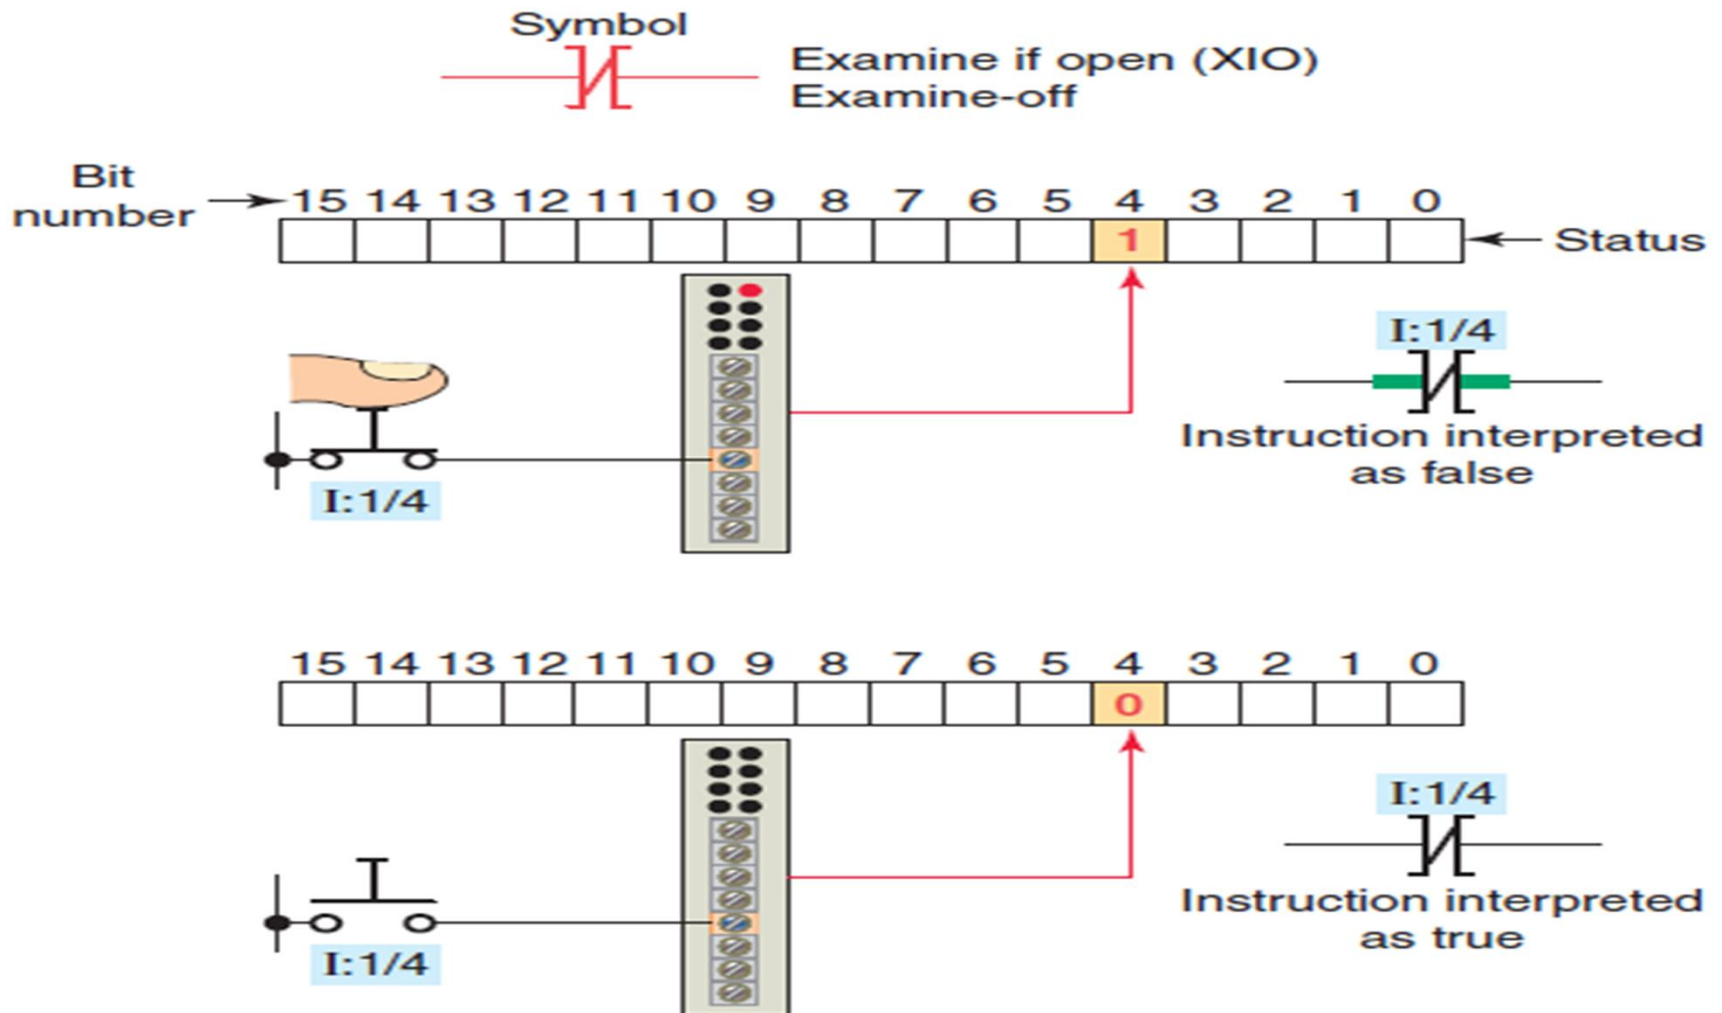 Symbol
Examine if open (XIO)
Examine-off
Bit
number
15 14 13 12 11 10 9 8 7 6 5 4 3 2 1 0
1
Status
I:1/4
Instruction interpreted
as false
I:1/4
15 14 13 12 11 10 9 8 7 6 5 4 3 2 1 0
0
I:1/4
Instruction interpreted
as true
I:1/4